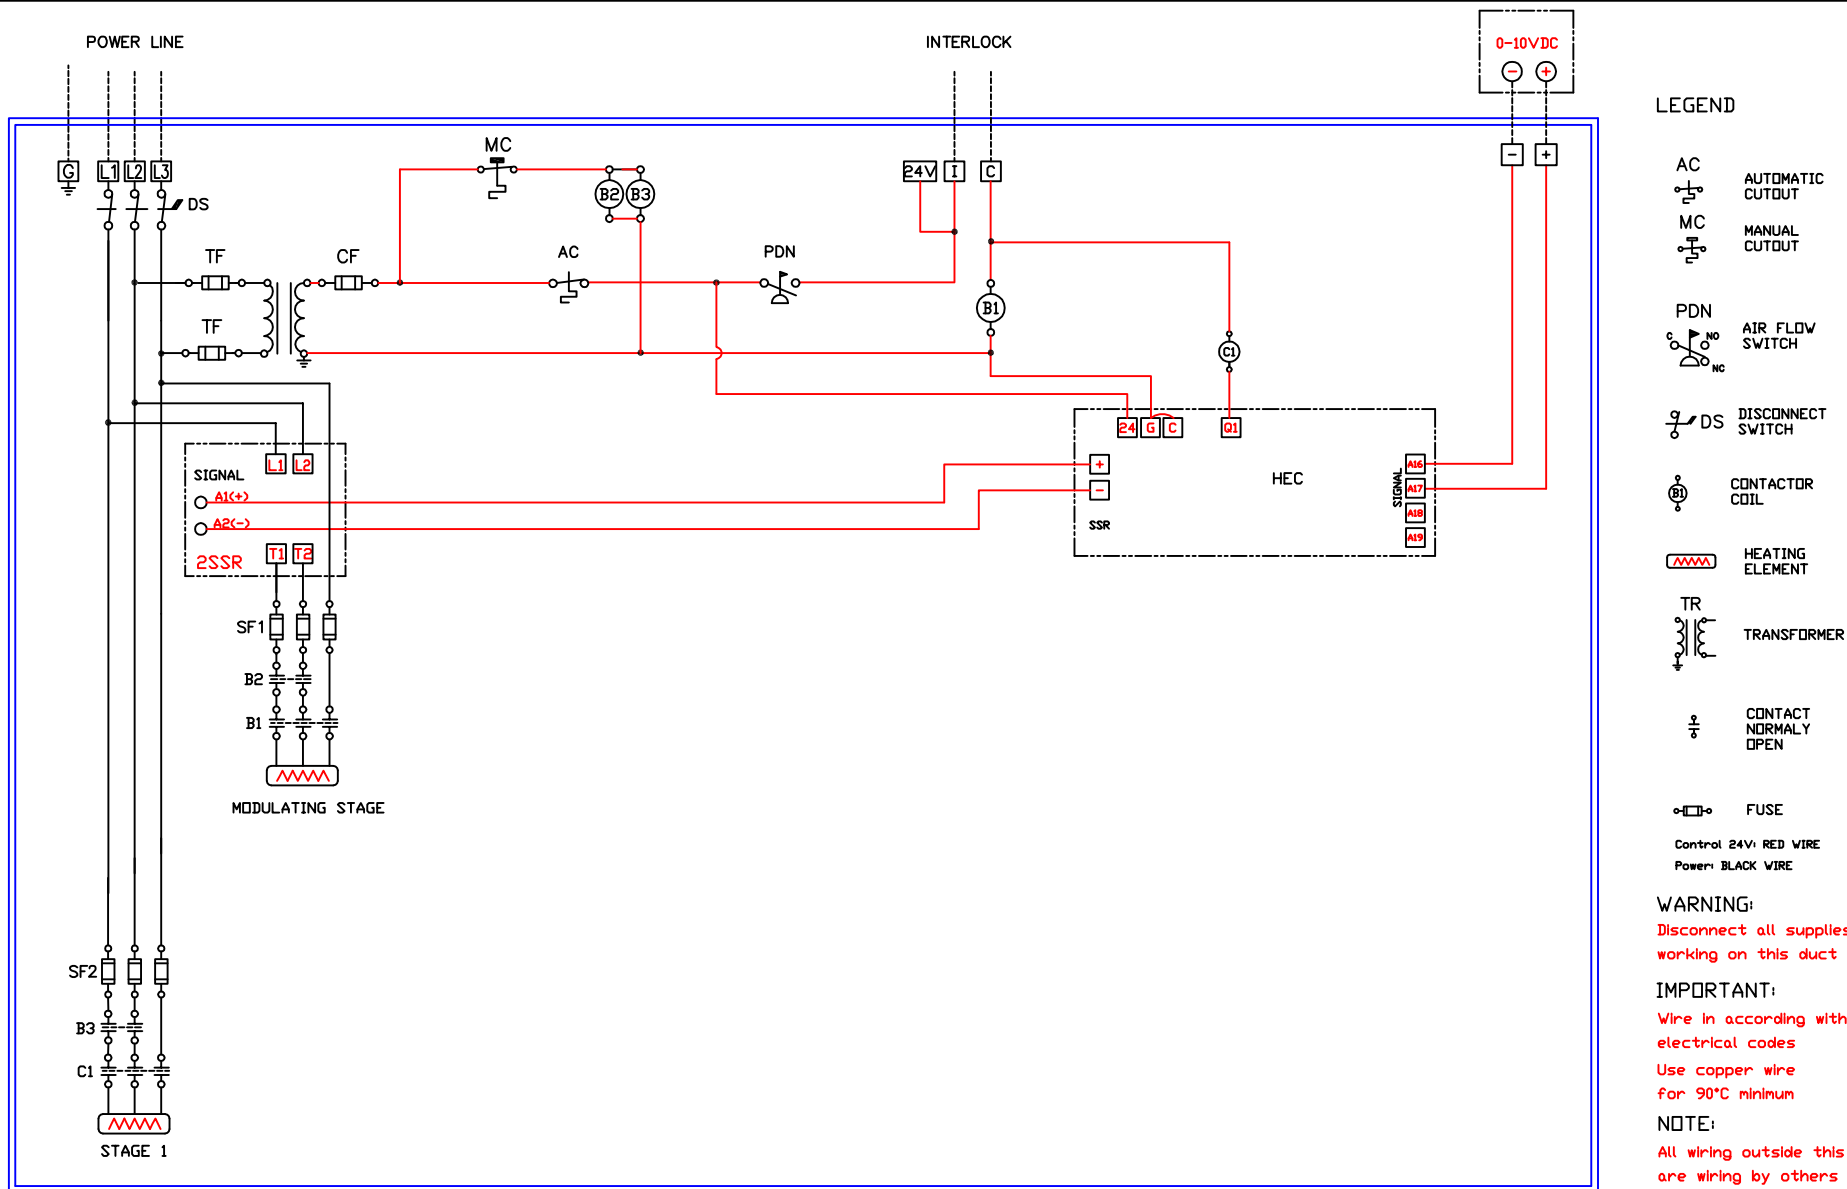 POWER LINE
INTERLOCK
0-10VDC
- +
G L1 L2 L3
DS
MC
B2 B3
24V I C
- +
TF
CF
AC
PDN
B1
TF
C1
24 G C
Q1
L1 L2
SIGNAL
A1(+)
A2(-)
T1 T2
2SSR
+
-
SSR
HEC
SIGNAL
A16
A17
A18
A19
SF1
B2
B1
MODULATING STAGE
SF2
B3
C1
STAGE 1
LEGEND
AC
AUTOMATIC
CUTOUT
MC
MANUAL
CUTOUT
PDN
C NO
NC
AIR FLOW
SWITCH
DS
DISCONNECT
SWITCH
B1
CONTACTOR
COIL
HEATING
ELEMENT
TR
TRANSFORMER
CONTACT
NORMALY
OPEN
FUSE
Control 24V: RED WIRE
Power: BLACK WIRE
WARNING:
Disconnect all supplies
working on this duct
IMPORTANT:
Wire in according with
electrical codes
Use copper wire
for 90°C minimum
NOTE:
All wiring outside this
are wiring by others